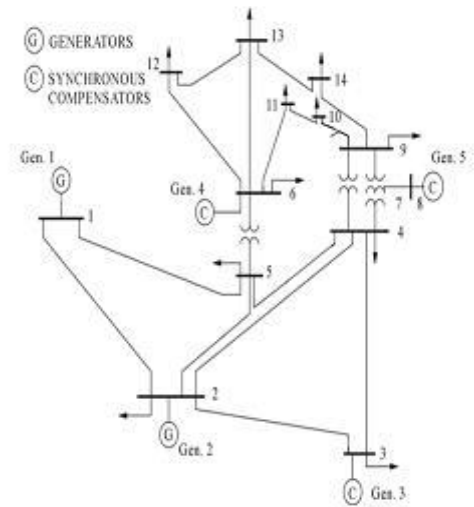 G GENERATORS
C SYNCHRONOUS
COMPENSATORS
13
12
14
11
10
9
Gen. 5
C
8
7
Gen. 1
G
1
Gen. 4
C
6
4
5
2
G
Gen. 2
3
C
Gen. 3